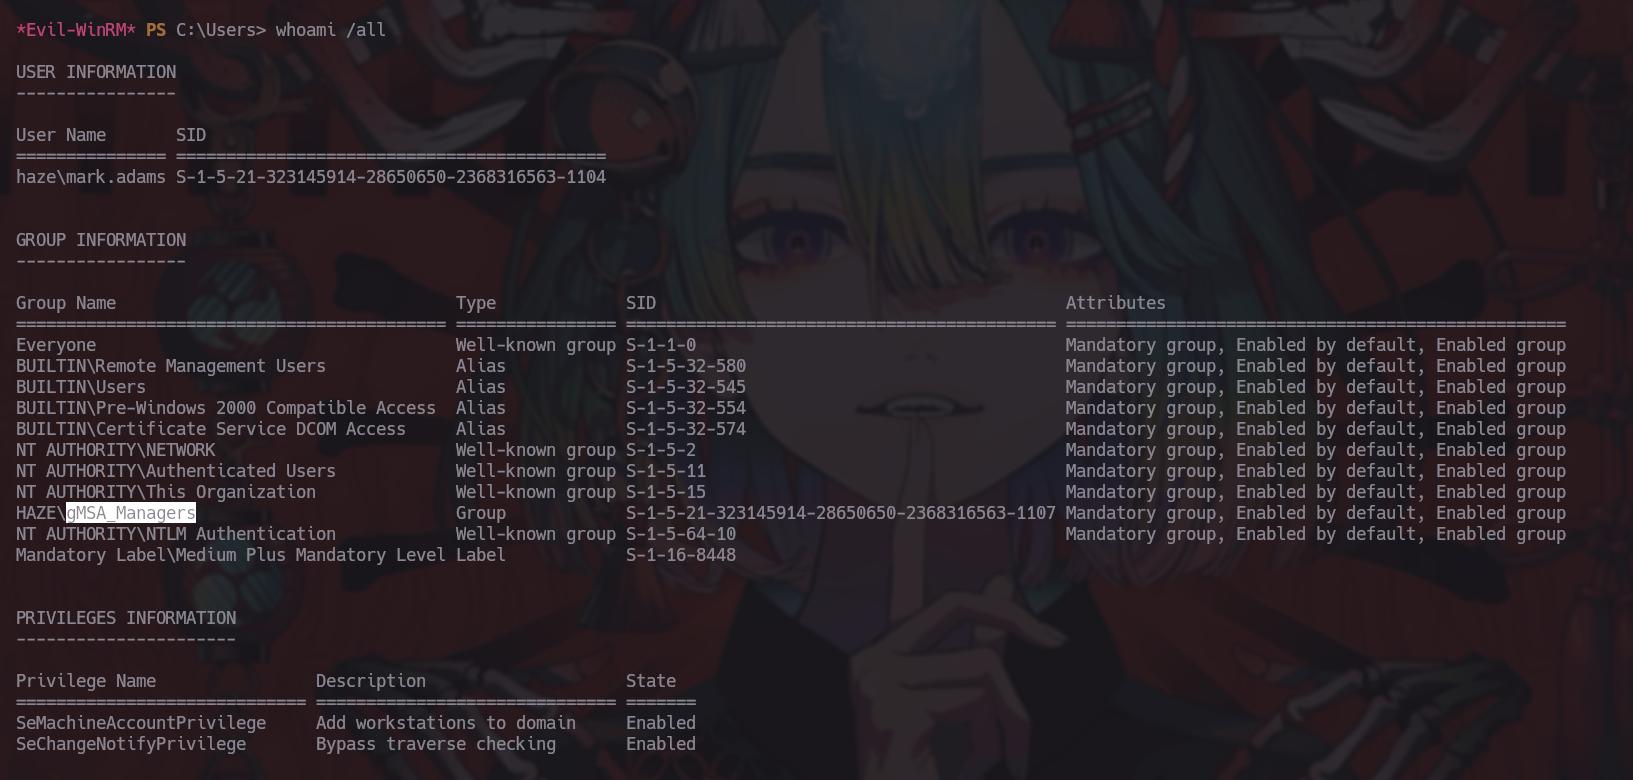 *Evil-WinRM* PS C:\Users> whoami /all
USER INFORMATION
----------------
User Name       SID
=============== ===========================================
haze\mark.adams S-1-5-21-323145914-28650650-2368316563-1104
GROUP INFORMATION
-----------------
Group Name                                  Type             SID                                         Attributes
=========================================== ================ =========================================== ==================================================
Everyone                                    Well-known group S-1-1-0                                     Mandatory group, Enabled by default, Enabled group
BUILTIN\Remote Management Users             Alias            S-1-5-32-580                                Mandatory group, Enabled by default, Enabled group
BUILTIN\Users                               Alias            S-1-5-32-545                                Mandatory group, Enabled by default, Enabled group
BUILTIN\Pre-Windows 2000 Compatible Access  Alias            S-1-5-32-554                                Mandatory group, Enabled by default, Enabled group
BUILTIN\Certificate Service DCOM Access     Alias            S-1-5-32-574                                Mandatory group, Enabled by default, Enabled group
NT AUTHORITY\NETWORK                        Well-known group S-1-5-2                                     Mandatory group, Enabled by default, Enabled group
NT AUTHORITY\Authenticated Users            Well-known group S-1-5-11                                    Mandatory group, Enabled by default, Enabled group
NT AUTHORITY\This Organization              Well-known group S-1-5-15                                    Mandatory group, Enabled by default, Enabled group
HAZE\gMSA_Managers                          Group            S-1-5-21-323145914-28650650-2368316563-1107 Mandatory group, Enabled by default, Enabled group
NT AUTHORITY\NTLM Authentication            Well-known group S-1-5-64-10                                 Mandatory group, Enabled by default, Enabled group
Mandatory Label\Medium Plus Mandatory Level Label            S-1-16-8448
PRIVILEGES INFORMATION
----------------------
Privilege Name                Description                    State
============================= ============================== =======
SeMachineAccountPrivilege     Add workstations to domain     Enabled
SeChangeNotifyPrivilege       Bypass traverse checking       Enabled